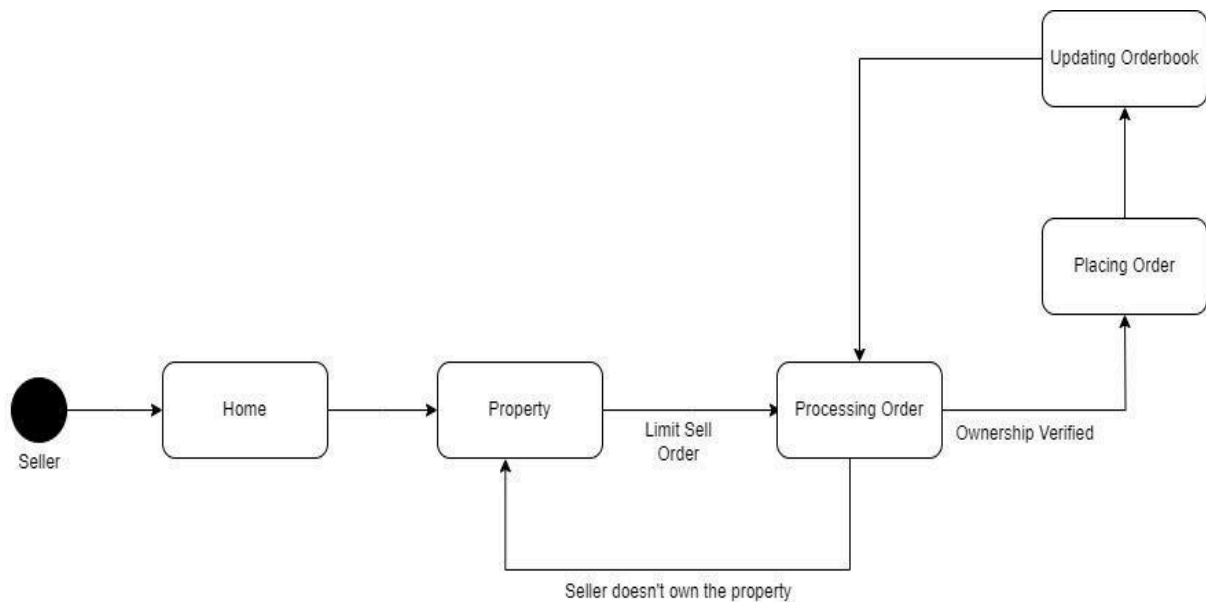 Updating Orderbook
Placing Order
Home
Property
Processing Order
Limit Sell
Order
Ownership Verified
Seller
Seller doesn't own the property